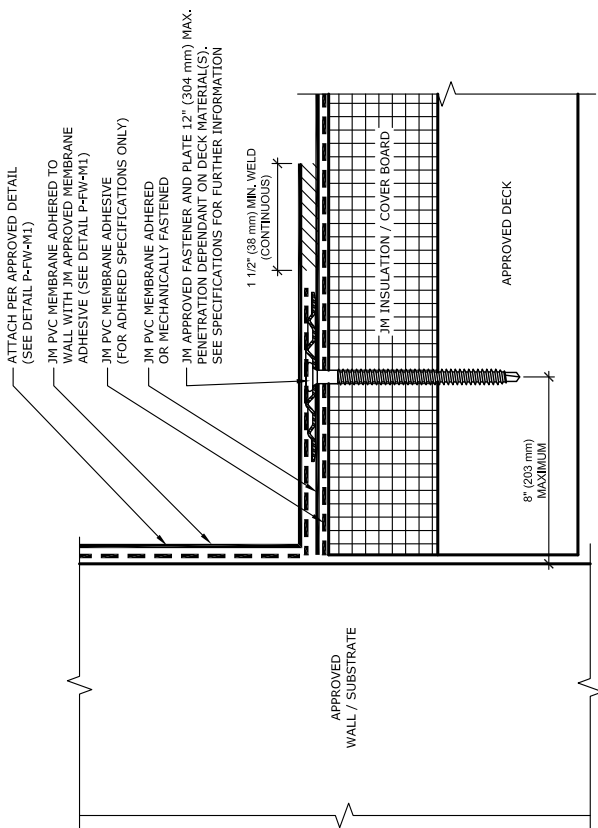 ATTACH PER APPROVED DETAIL
(SEE DETAIL P-FW-M1)
JM PVC MEMBRANE ADHERED TO
WALL WITH JM APPROVED MEMBRANE
ADHESIVE (SEE DETAIL P-FW-M1)
JM PVC MEMBRANE ADHESIVE
(FOR ADHERED SPECIFICATIONS ONLY)
JM PVC MEMBRANE ADHERED
OR MECHANICALLY FASTENED
JM APPROVED FASTENER AND PLATE 12" (304 mm) MAX.
PENETRATION DEPENDANT ON DECK MATERIAL(S).
SEE SPECIFICATIONS FOR FURTHER INFORMATION
1 1/2" (38 mm) MIN. WELD
(CONTINUOUS)
JM INSULATION / COVER BOARD
APPROVED DECK
8" (203 mm)
MAXIMUM
APPROVED
WALL / SUBSTRATE